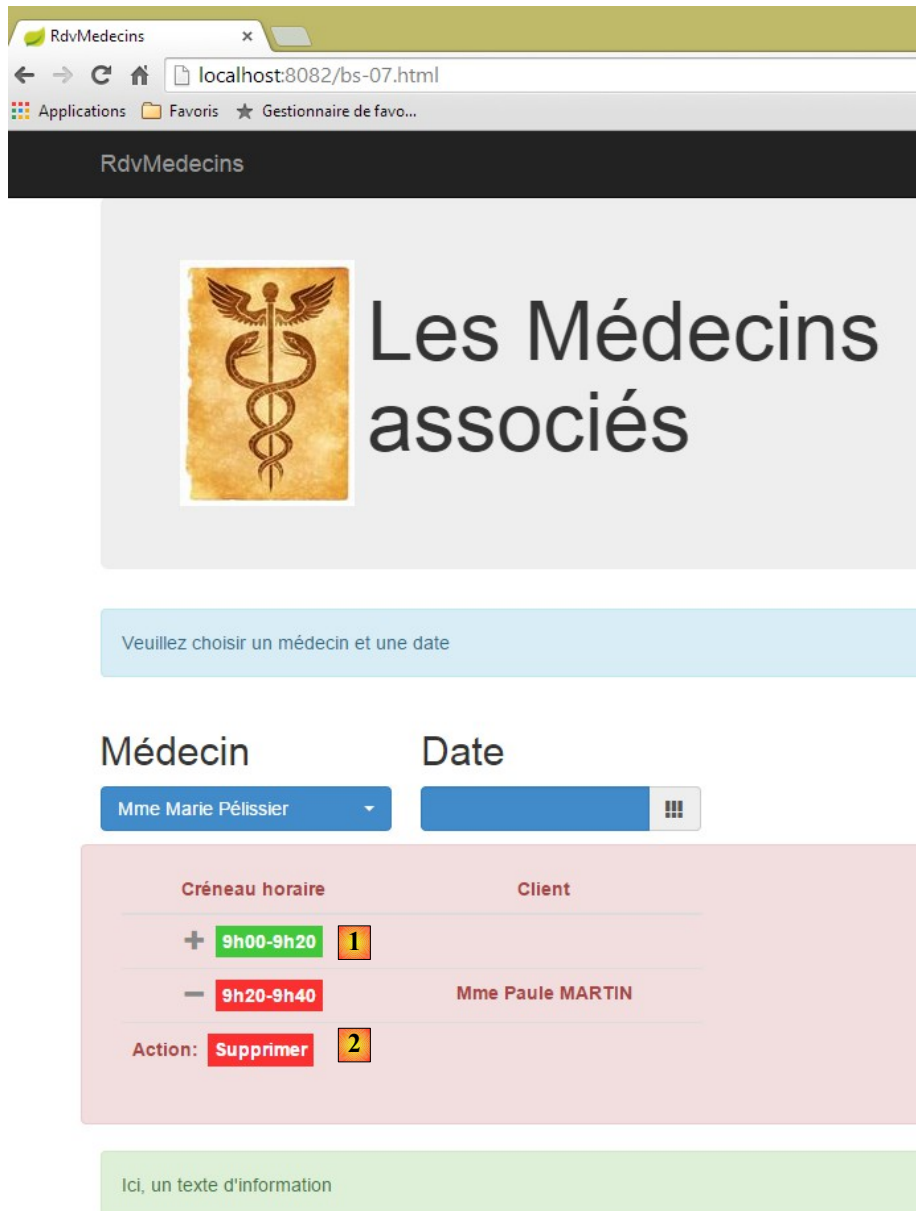 RdvMedecins ×
localhost:8082/bs-07.html
Applications Favoris Gestionnaire de favo...
RdvMedecins
Les Médecins
associés
Veuillez choisir un médecin et une date
Médecin Date
Mme Marie Pélissier
Créneau horaire Client
9h00-9h20 1
9h20-9h40 Mme Paule MARTIN
Action: Supprimer 2
Ici, un texte d'information